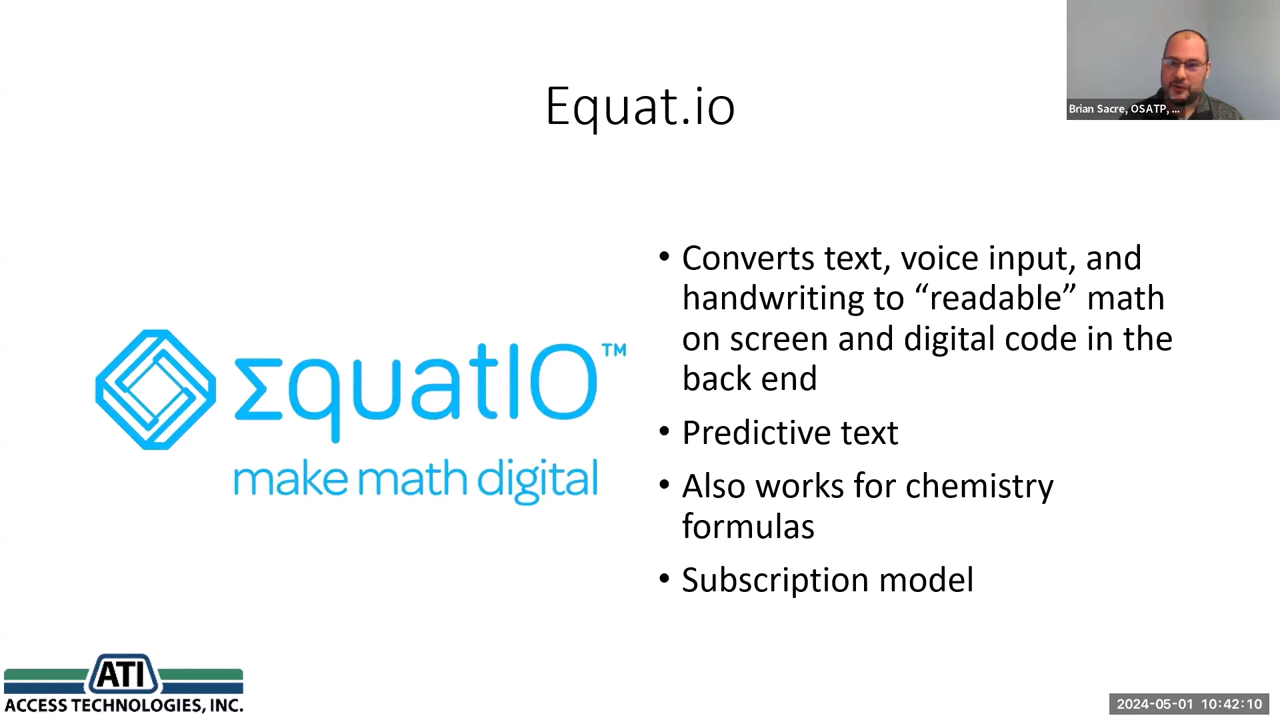 Equat.io
Brian Sacre, OSATP, ...
• Converts text, voice input, and
handwriting to “readable” math
on screen and digital code in the
back end
• Predictive text
• Also works for chemistry
formulas
• Subscription model
ΣquatIO™
make math digital
ATI
ACCESS TECHNOLOGIES, INC.
2024-05-01 10:42:10